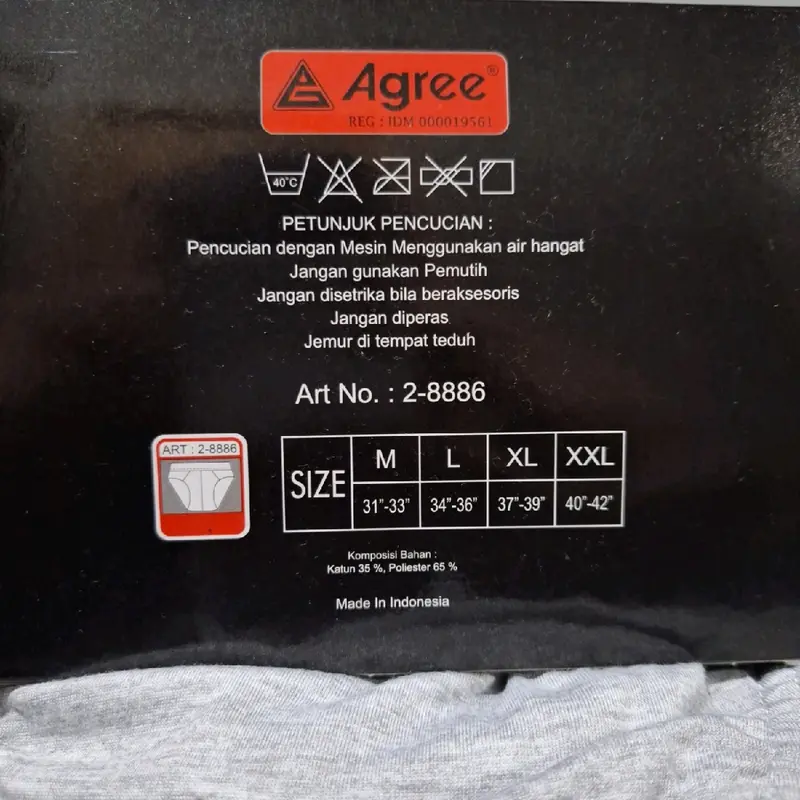 Agree®
REG : IDM 000019561
40°C
PETUNJUK PENCUCIAN :
Pencucian dengan Mesin Menggunakan air hangat
Jangan gunakan Pemutih
Jangan disetrika bila beraksesoris
Jangan diperas
Jemur di tempat teduh
Art No. : 2-8886
ART : 2-8886
SIZE M L XL XXL
31"-33" 34"-36" 37"-39" 40"-42"
Komposisi Bahan :
Katun 35 %, Poliester 65 %
Made In Indonesia